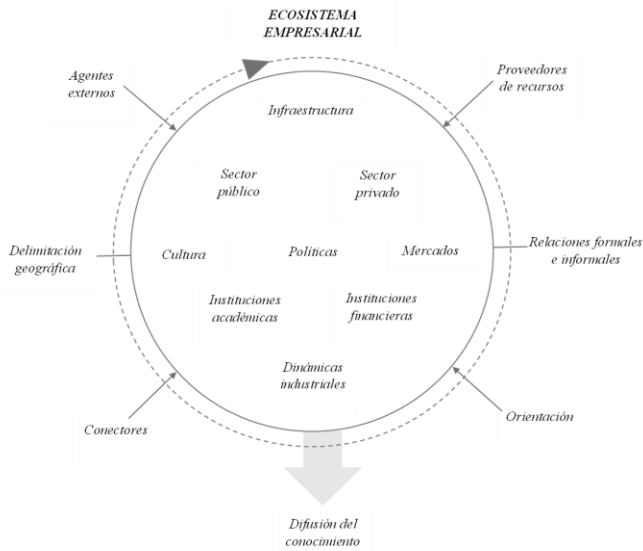 ECOSISTEMA
EMPRESARIAL
Agentes
externos
Proveedores
de recursos
Infraestructura
Sector
público
Sector
privado
Delimitación
geográfica
Cultura
Políticas
Mercados
Relaciones formales
e informales
Instituciones
académicas
Instituciones
financieras
Dinámicas
industriales
Conectores
Orientación
Difusión del
conocimiento